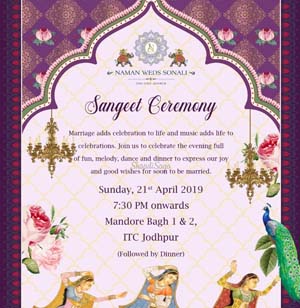 NAMAN WEDS SONALI
Sangeet Ceremony
Marriage adds celebration to life and music adds life to
celebrations. Join us to celebrate the evening full
of fun, melody, dance and dinner to express our joy
and good wishes for soon to be married.
Sunday, 21st April 2019
7:30 PM onwards
Mandore Bagh 1 & 2,
ITC Jodhpur
(Followed by Dinner)